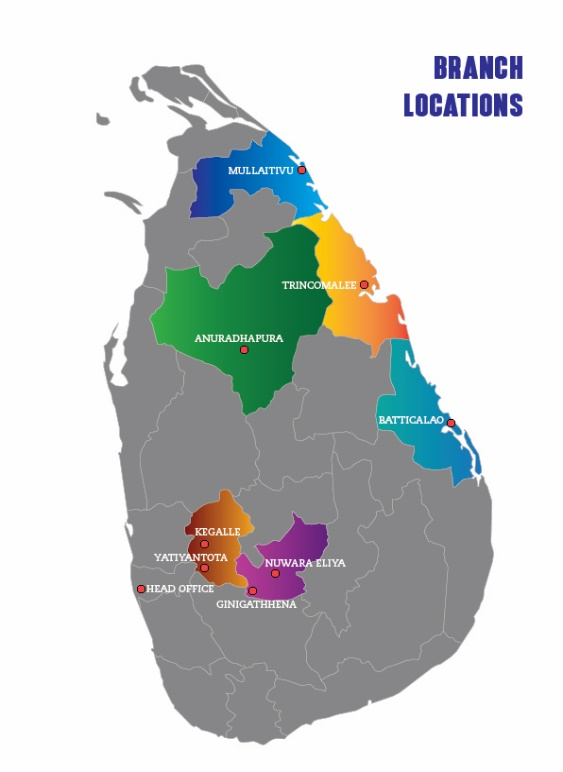 BRANCH
LOCATIONS
MULLAITIVU
TRINCOMALEE
ANURADHAPURA
BATTICALAO
KEGALLE
YATIYANTOTA
NUWARA ELIYA
HEAD OFFICE
GINIGATHHENA